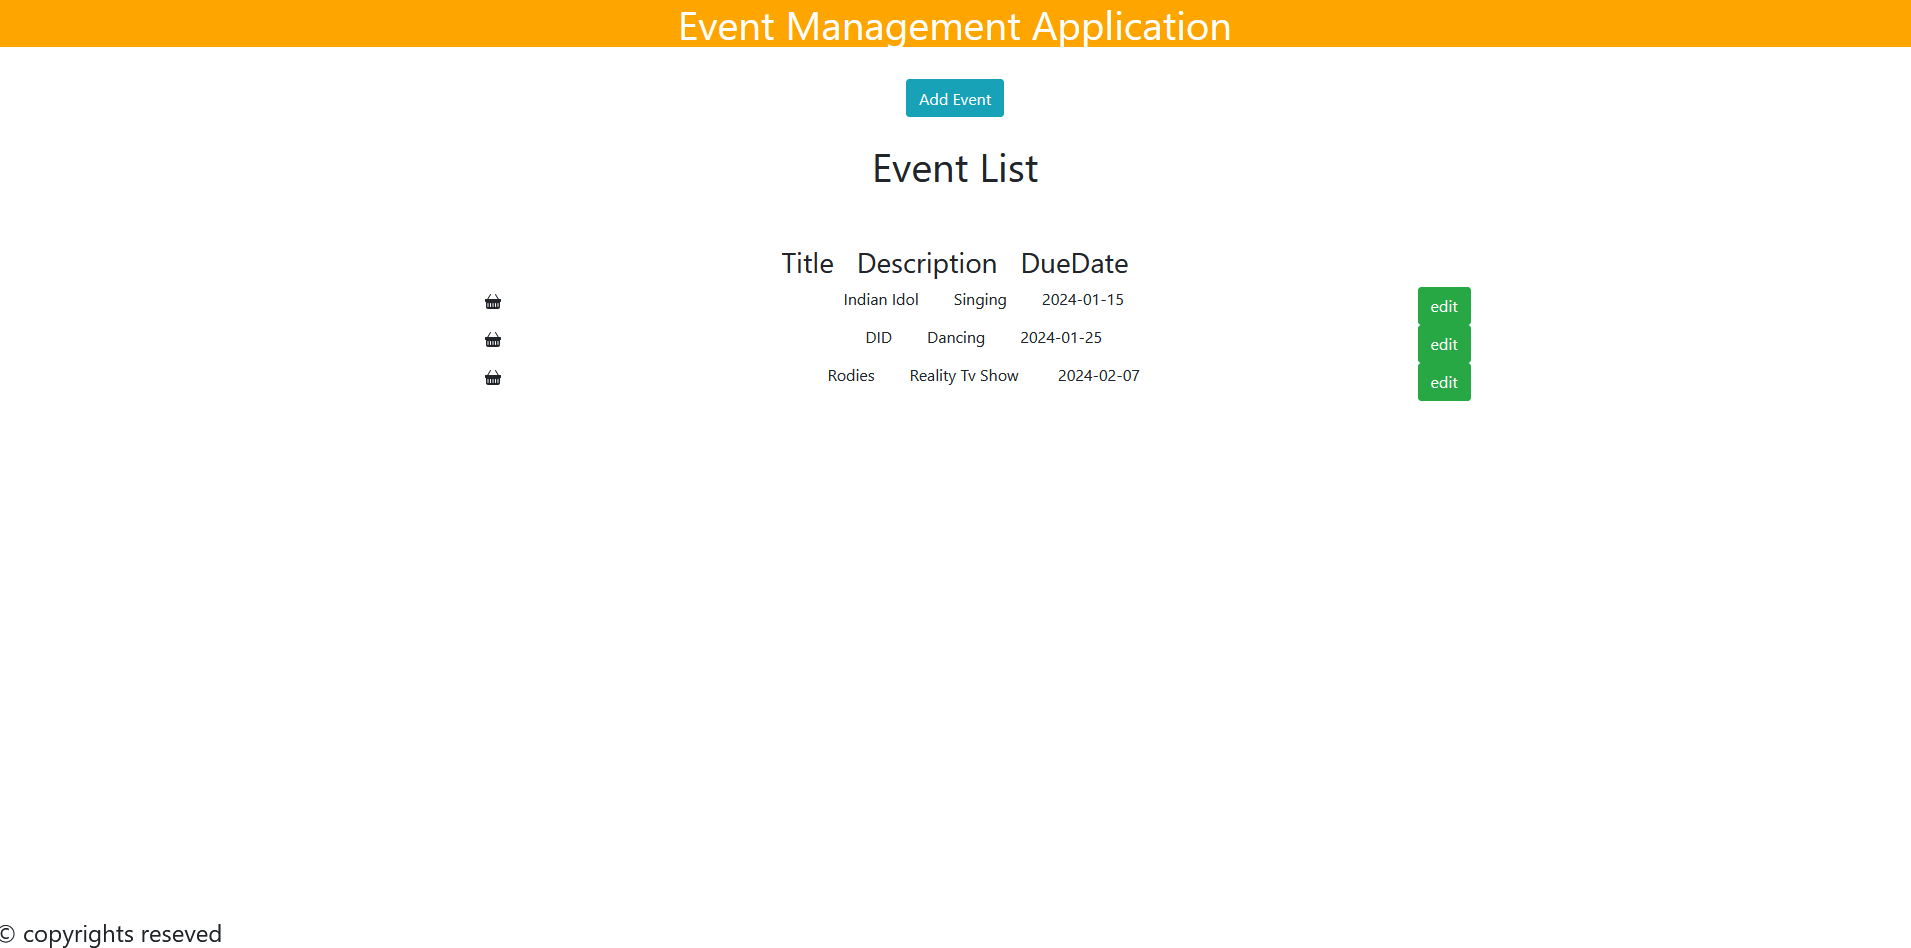 Event Management Application
Add Event
Event List
Title Description DueDate
Indian Idol Singing 2024-01-15 edit
DID Dancing 2024-01-25 edit
Rodies Reality Tv Show 2024-02-07 edit
© copyrights reseved